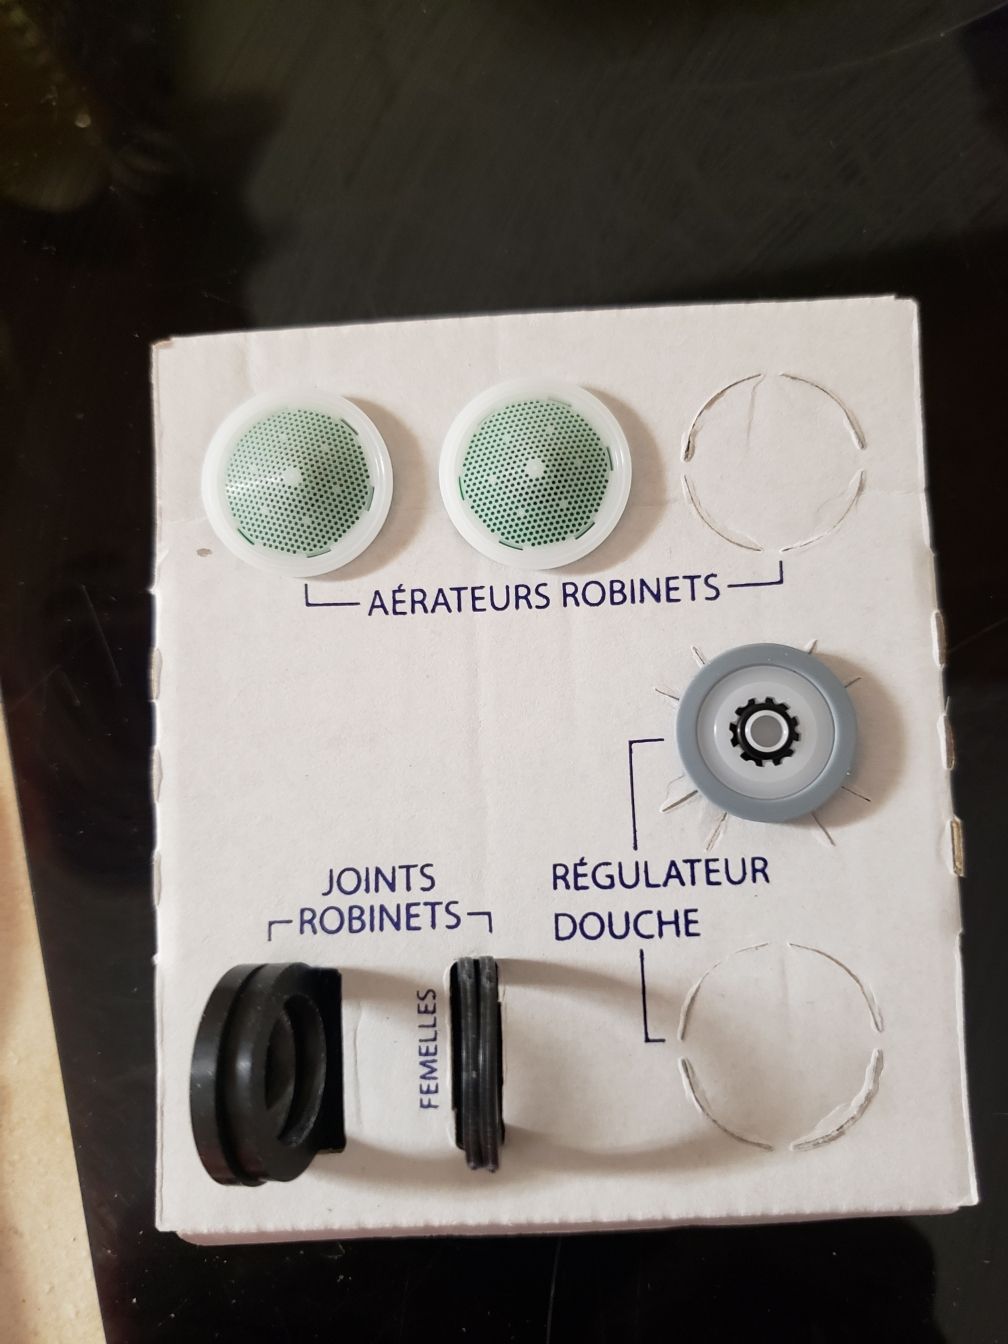 AÉRATEURS ROBINETS
JOINTS
ROBINETS
FEMELLES
RÉGULATEUR
DOUCHE